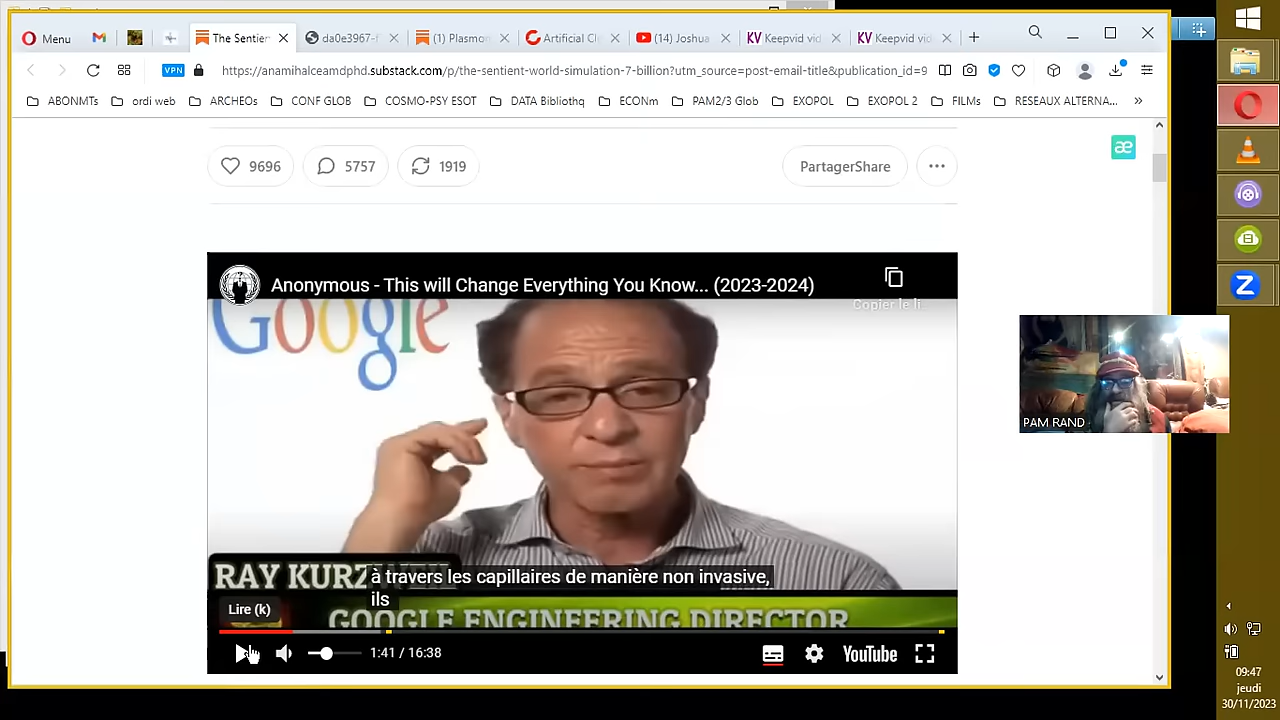 Menu
The Sentien
da0e3967-
(1) Plasmo
Artificial Cl
(14) Joshua
Keepvid vid
Keepvid vid
VPN
https://anamihalceamdphd.substack.com/p/the-sentient-world-simulation-7-billion?utm_source=post-email-title&publication_id=9
ABONMTs
ordi web
ARCHEOs
CONF GLOB
COSMO-PSY ESOT
DATA Bibliothq
ECONm
PAM2/3 Glob
EXOPOL
EXOPOL 2
FILMs
RESEAUX ALTERNA...
»
æ
9696
5757
1919
PartagerShare
Anonymous - This will Change Everything You Know... (2023-2024)
Copier le li...
Google
PAM RAND
RAY KURZ
à travers les capillaires de manière non invasive,
ils
Lire (k)
GOOGLE ENGINEERING DIRECTOR
1:41 / 16:38
YouTube
09:47
jeudi
30/11/2023